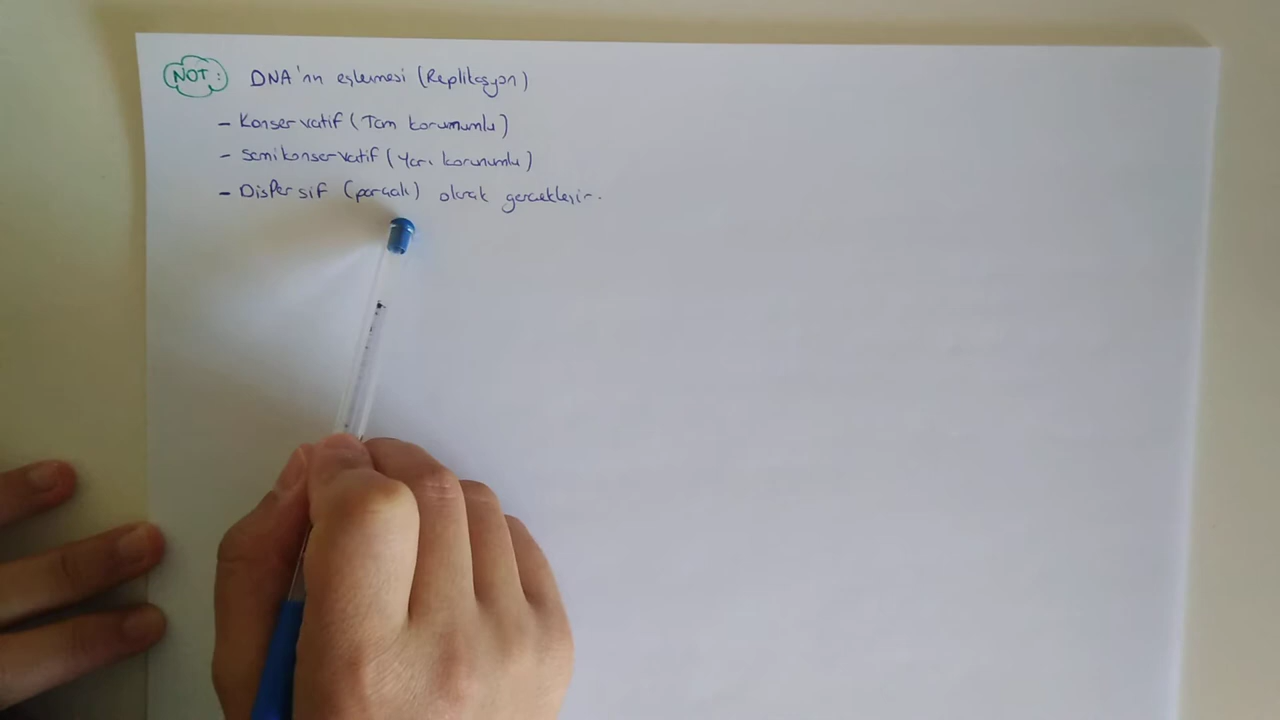 NOT: DNA'nın eşlemesi (Replikasyon)
- Konservatif (Tam korunumlu)
- Semikonservatif (Yarı korunumlu)
- Dispersif (parçalı) olarak gerçekleşir.